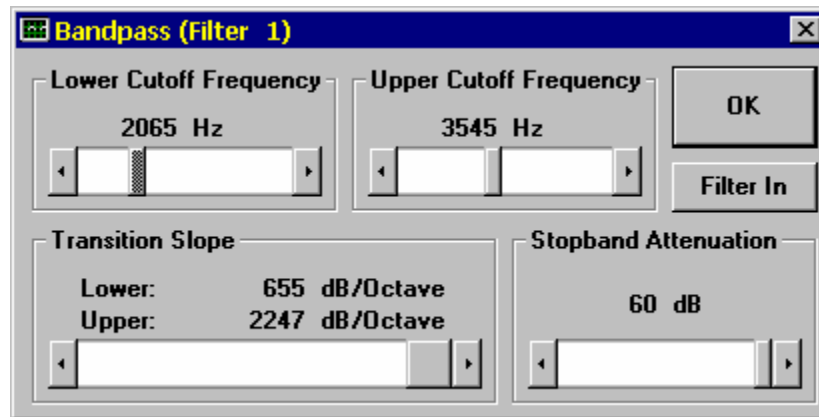 Bandpass (Filter 1)
Lower Cutoff Frequency
2065 Hz
Upper Cutoff Frequency
3545 Hz
OK
Filter In
Transition Slope
Lower: 655 dB/Octave
Upper: 2247 dB/Octave
Stopband Attenuation
60 dB